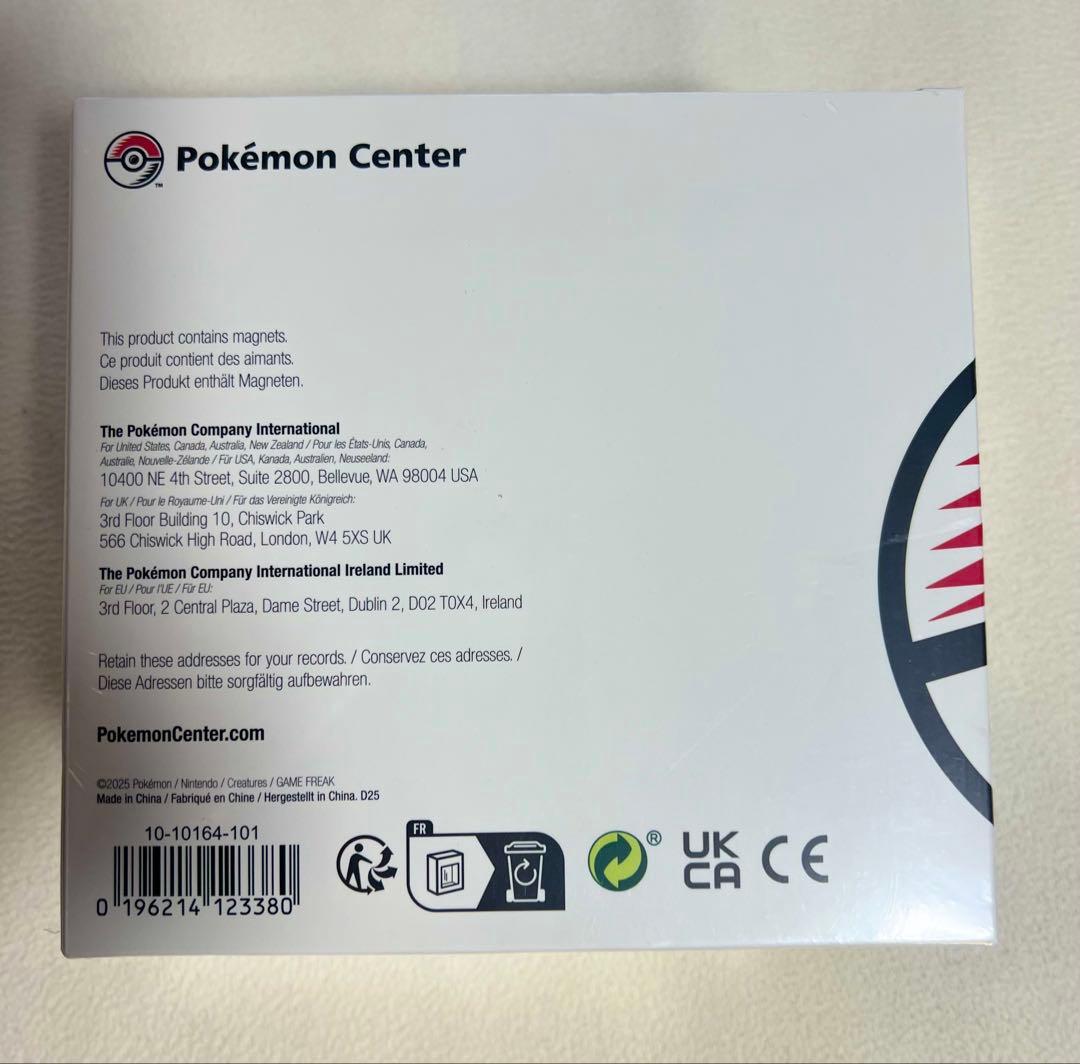 Pokémon Center
TM
This product contains magnets.
Ce produit contient des aimants.
Dieses Produkt enthält Magneten.
The Pokémon Company International
For United States, Canada, Australia, New Zealand / Pour les États-Unis, Canada,
Australie, Nouvelle-Zélande / Für USA, Kanada, Australien, Neuseeland:
10400 NE 4th Street, Suite 2800, Bellevue, WA 98004 USA
For UK / Pour le Royaume-Uni / Für das Vereinigte Königreich:
3rd Floor Building 10, Chiswick Park
566 Chiswick High Road, London, W4 5XS UK
The Pokémon Company International Ireland Limited
For EU / Pour l'UE / Für EU:
3rd Floor, 2 Central Plaza, Dame Street, Dublin 2, D02 T0X4, Ireland
Retain these addresses for your records. / Conservez ces adresses. /
Diese Adressen bitte sorgfältig aufbewahren.
PokemonCenter.com
©2025 Pokémon / Nintendo / Creatures / GAME FREAK
Made in China / Fabriqué en Chine / Hergestellt in China. D25
10-10164-101
0 196214 123380
FR
®
UK
CA
CE